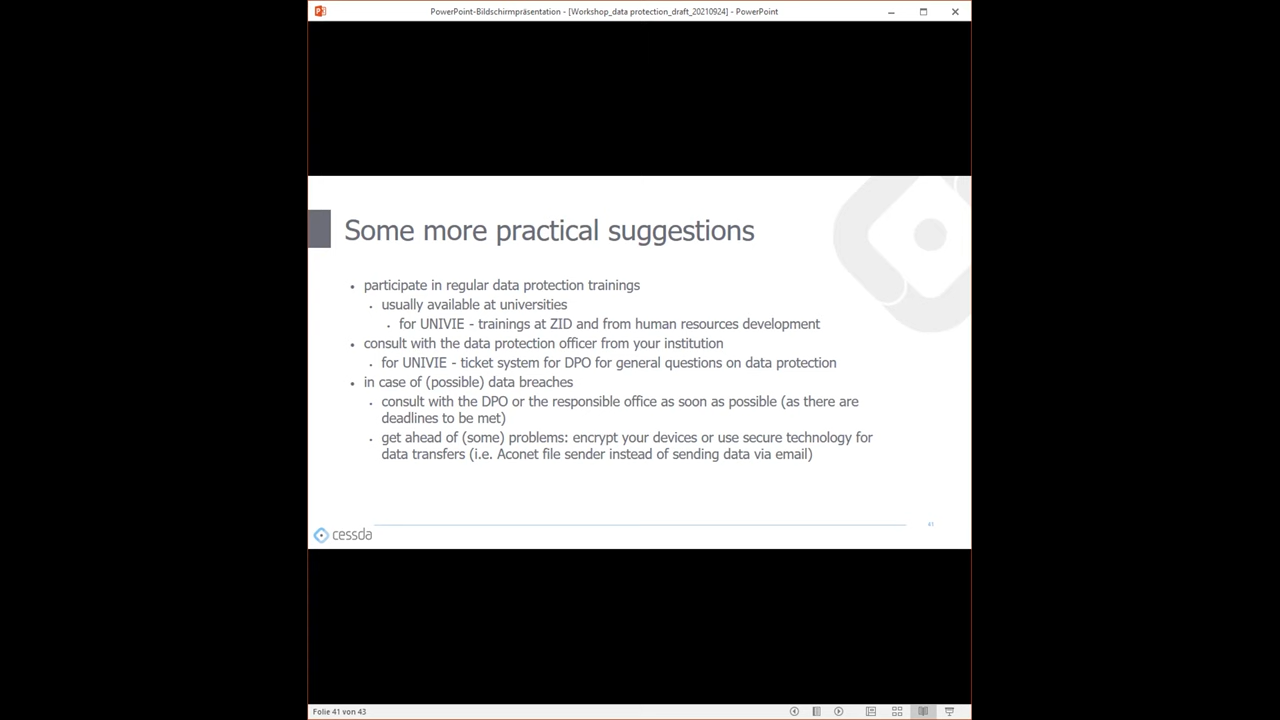 PowerPoint-Bildschirmpräsentation - [Workshop_data protection_draft_20210924] - PowerPoint
Some more practical suggestions
• participate in regular data protection trainings
• usually available at universities
• for UNIVIE - trainings at ZID and from human resources development
• consult with the data protection officer from your institution
• for UNIVIE - ticket system for DPO for general questions on data protection
• in case of (possible) data breaches
• consult with the DPO or the responsible office as soon as possible (as there are
deadlines to be met)
• get ahead of (some) problems: encrypt your devices or use secure technology for
data transfers (i.e. Aconet file sender instead of sending data via email)
41
cessda
Folie 41 von 43